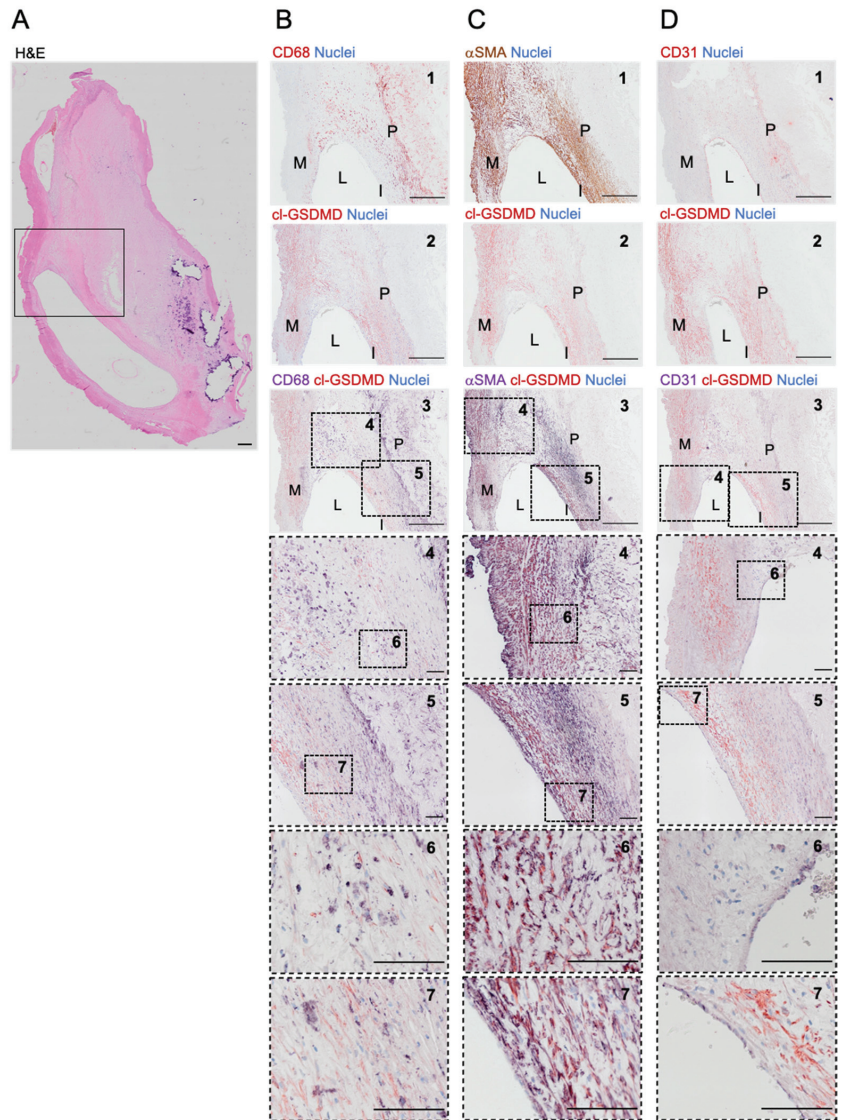 A
B
C
D
H&E
CD68 Nuclei
αSMA Nuclei
CD31 Nuclei
1
P
M
L
I
1
P
M
L
I
1
P
M
L
I
cl-GSDMD Nuclei
cl-GSDMD Nuclei
cl-GSDMD Nuclei
2
P
M
L
I
2
P
M
L
I
2
P
M
L
I
CD68 cl-GSDMD Nuclei
αSMA cl-GSDMD Nuclei
CD31 cl-GSDMD Nuclei
3
4
P
5
M
L
I
3
4
P
5
M
L
I
3
M
P
4
5
L
I
4
6
4
6
4
6
5
7
5
7
5
7
6
6
6
7
7
7